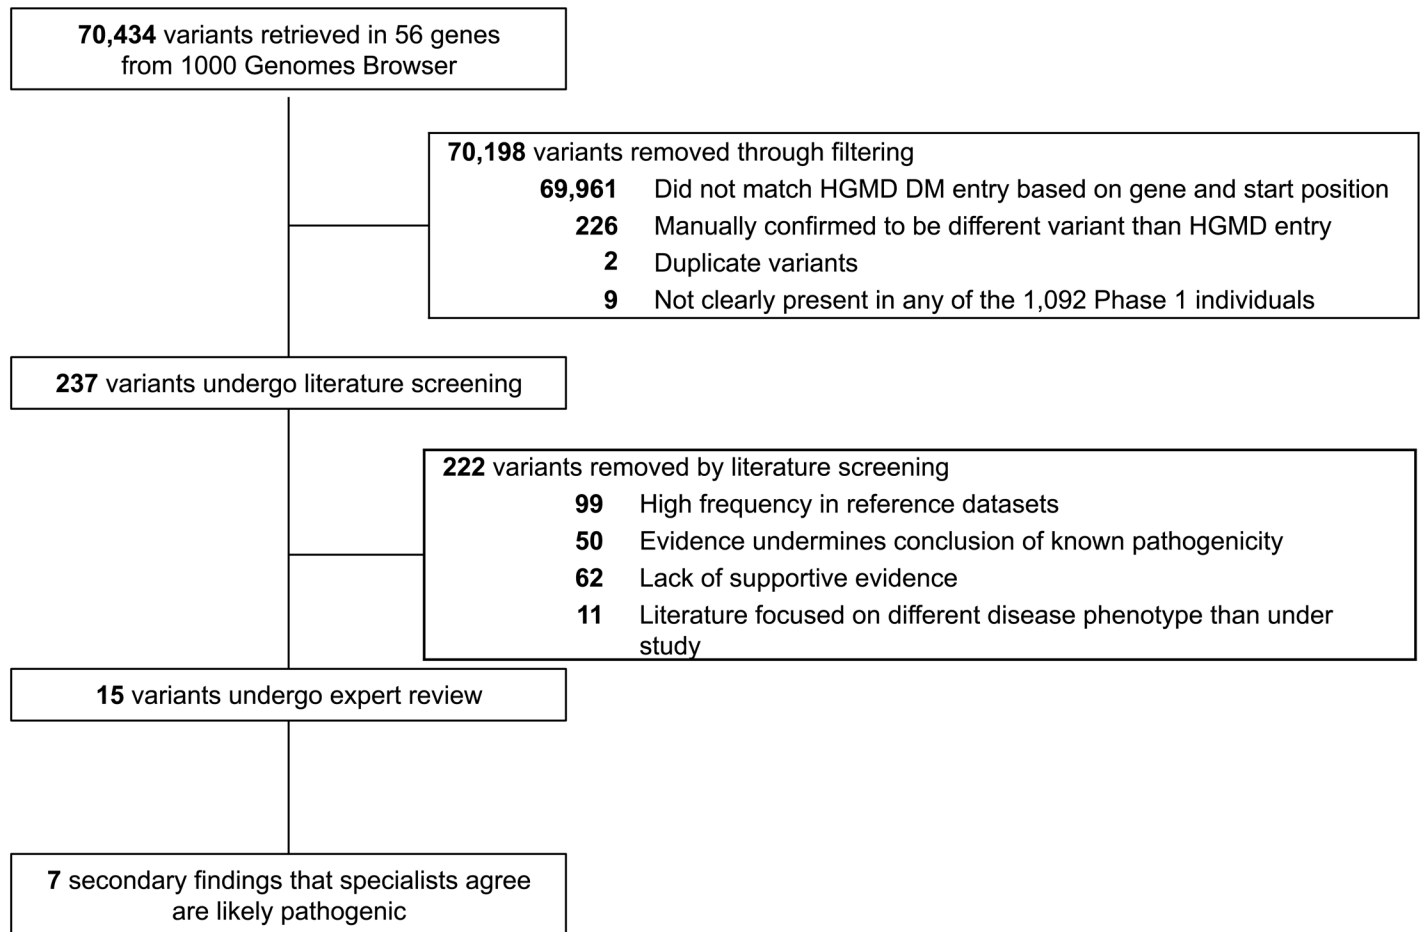 70,434 variants retrieved in 56 genes
from 1000 Genomes Browser
70,198 variants removed through filtering
69,961 Did not match HGMD DM entry based on gene and start position
226 Manually confirmed to be different variant than HGMD entry
2 Duplicate variants
9 Not clearly present in any of the 1,092 Phase 1 individuals
237 variants undergo literature screening
222 variants removed by literature screening
99 High frequency in reference datasets
50 Evidence undermines conclusion of known pathogenicity
62 Lack of supportive evidence
11 Literature focused on different disease phenotype than under
study
15 variants undergo expert review
7 secondary findings that specialists agree
are likely pathogenic